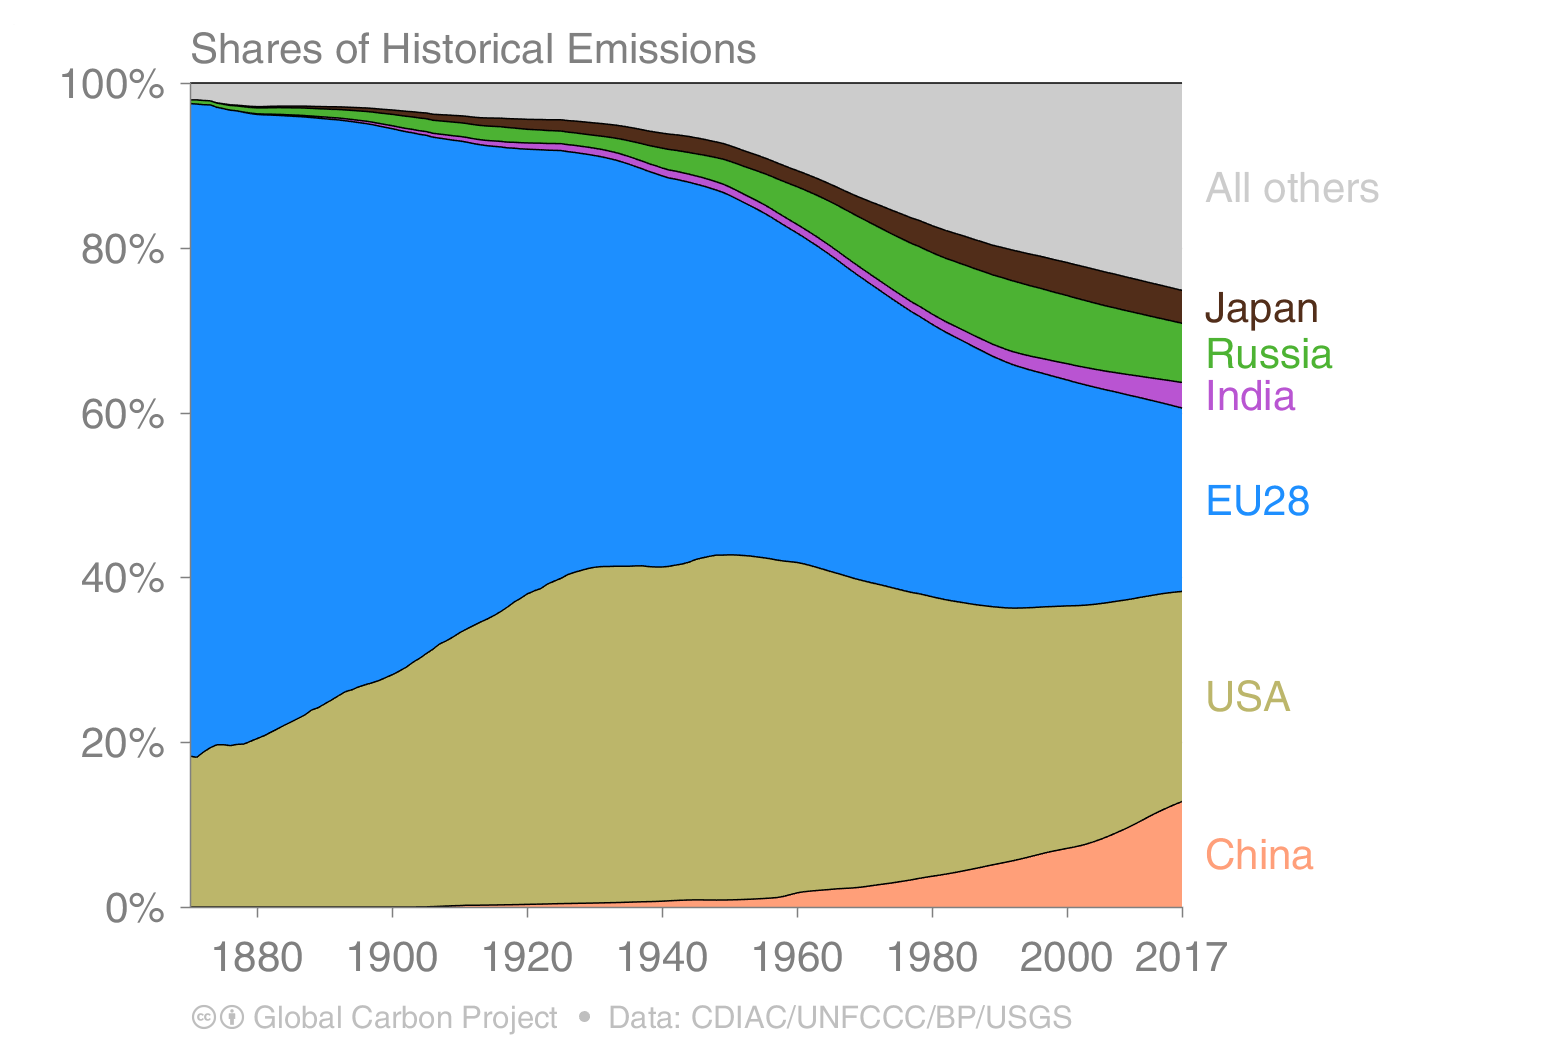 Shares of Historical Emissions
100%
80%
60%
40%
20%
0%
All others
Japan
Russia
India
EU28
USA
China
1880 1900 1920 1940 1960 1980 2000 2017
cc Global Carbon Project • Data: CDIAC/UNFCCC/BP/USGS